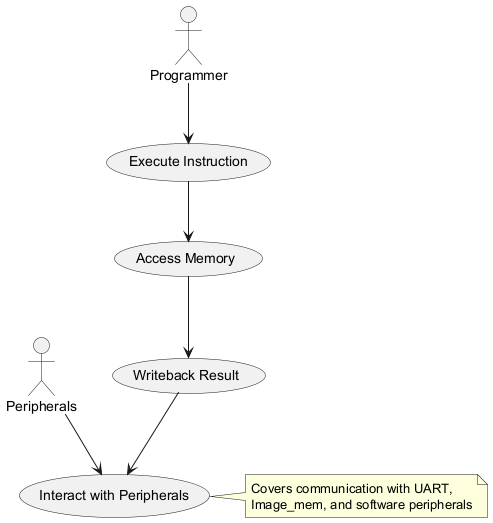 Programmer
Execute Instruction
Access Memory
Writeback Result
Peripherals
Interact with Peripherals
Covers communication with UART,
Image_mem, and software peripherals